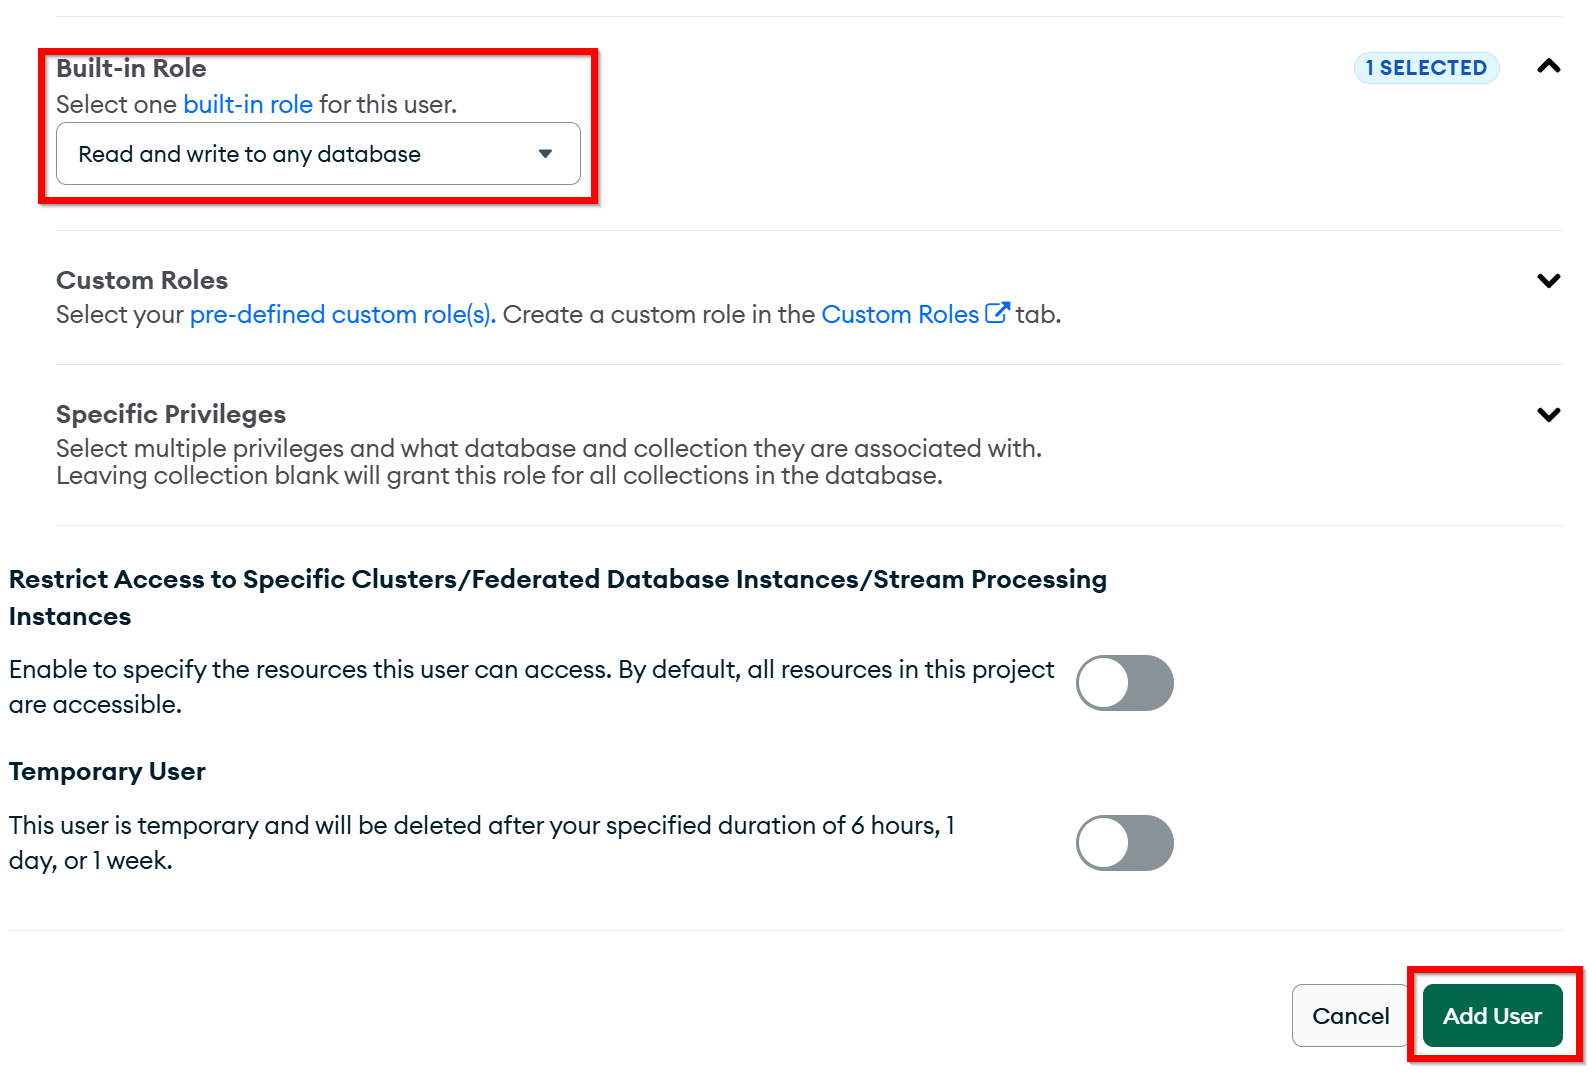 Built-in Role
1 SELECTED
Select one built-in role for this user.
Read and write to any database
Custom Roles
Select your pre-defined custom role(s). Create a custom role in the Custom Roles tab.
Specific Privileges
Select multiple privileges and what database and collection they are associated with.
Leaving collection blank will grant this role for all collections in the database.
Restrict Access to Specific Clusters/Federated Database Instances/Stream Processing
Instances
Enable to specify the resources this user can access. By default, all resources in this project
are accessible.
Temporary User
This user is temporary and will be deleted after your specified duration of 6 hours, 1
day, or 1 week.
Cancel
Add User